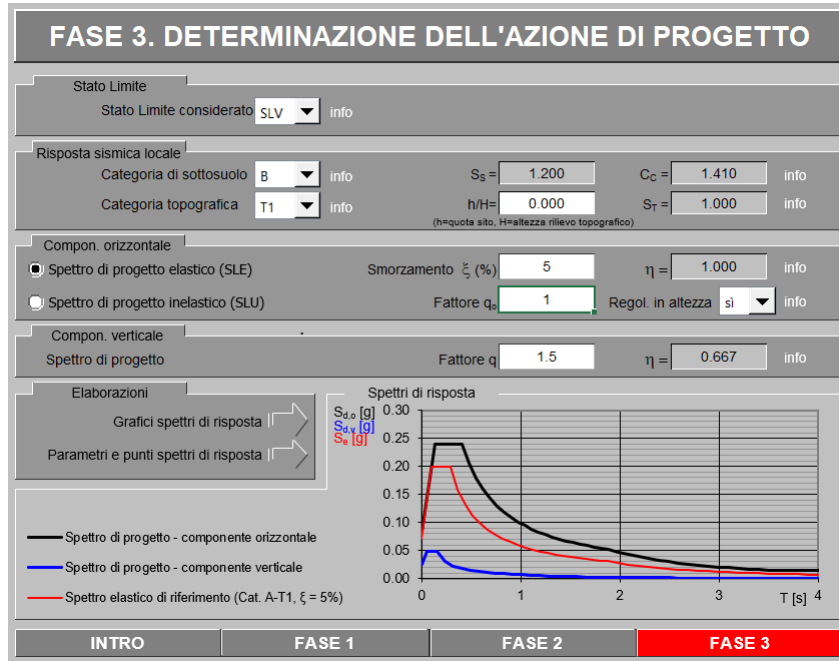 FASE 3. DETERMINAZIONE DELL'AZIONE DI PROGETTO
Stato Limite
Stato Limite considerato SLV info
Risposta sismica locale
Categoria di sottosuolo B info SS = 1.200 CC = 1.410 info
Categoria topografica T1 info h/H= 0.000 ST = 1.000 info
(h=quota sito, H=altezza rilievo topografico)
Compon. orizzontale
Spettro di progetto elastico (SLE) Smorzamento ξ (%) 5 η = 1.000 info
Spettro di progetto inelastico (SLU) Fattore qo 1 Regol. in altezza sì info
Compon. verticale
Spettro di progetto Fattore q 1.5 η = 0.667 info
Elaborazioni
Grafici spettri di risposta
Parametri e punti spettri di risposta
Spettri di risposta
Sd,o [g]
Sd,v [g]
Se [g]
0.30
0.25
0.20
0.15
0.10
0.05
0.00
0 1 2 3 T [s] 4
Spettro di progetto - componente orizzontale
Spettro di progetto - componente verticale
Spettro elastico di riferimento (Cat. A-T1, ξ = 5%)
INTRO FASE 1 FASE 2 FASE 3